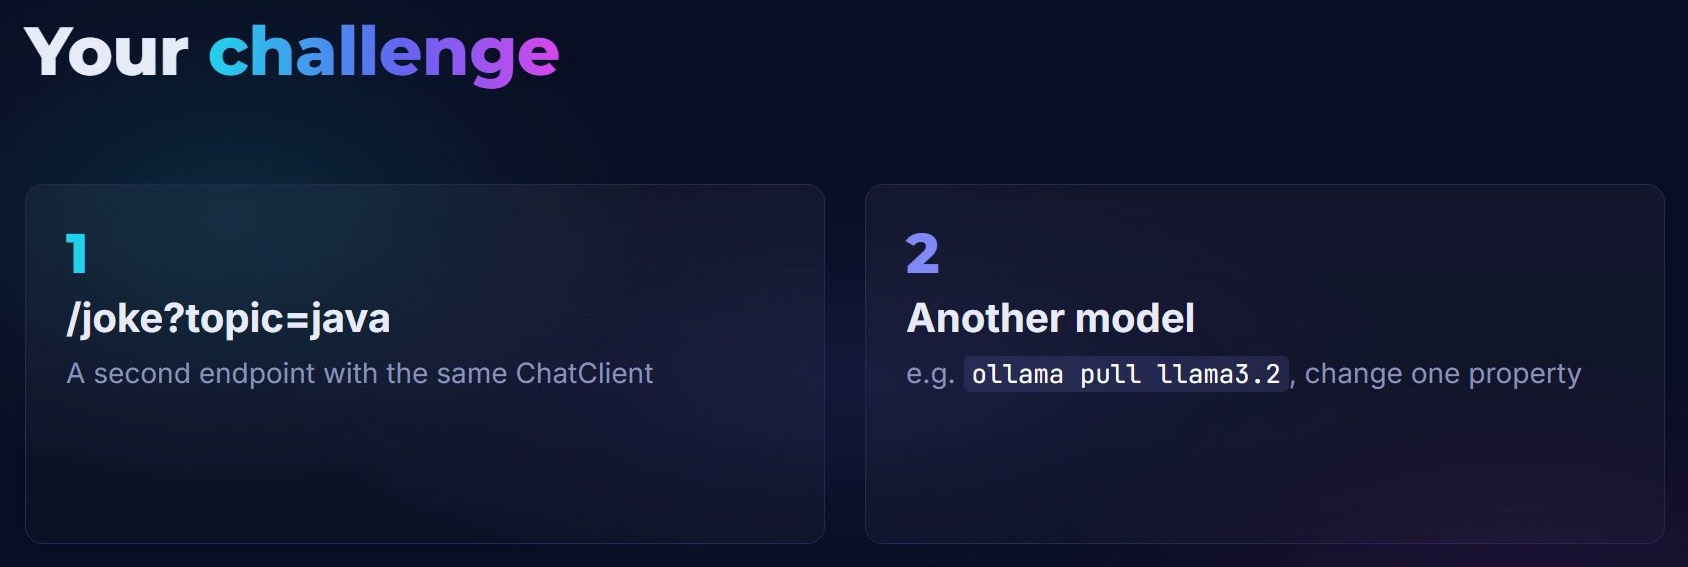 Your challenge
1
/joke?topic=java
A second endpoint with the same ChatClient
2
Another model
e.g. ollama pull llama3.2, change one property